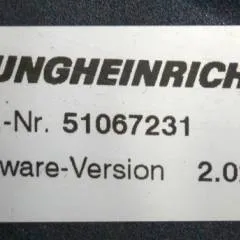 UNGHEINRICH
.-Nr. 51067231
ware-Version 2.0